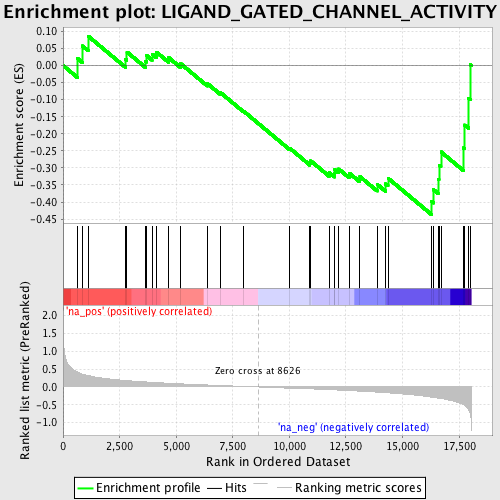 Enrichment plot: LIGAND_GATED_CHANNEL_ACTIVITY
Enrichment score (ES)
0.10
0.05
0.00
-0.05
-0.10
-0.15
-0.20
-0.25
-0.30
-0.35
-0.40
-0.45
'na_pos' (positively correlated)
Ranked list metric (PreRanked)
2.0
1.5
1.0
0.5
0.0
-0.5
-1.0
Zero cross at 8626
'na_neg' (negatively correlated)
0 2,500 5,000 7,500 10,000 12,500 15,000 17,500
Rank in Ordered Dataset
Enrichment profile Hits Ranking metric scores